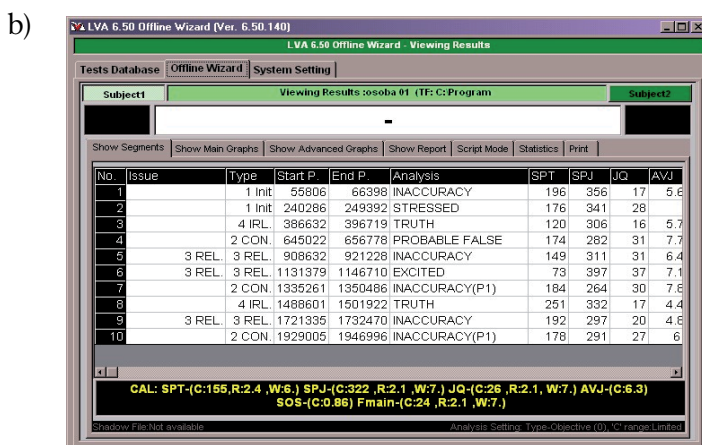 b)
LVA 6.50 Offline Wizard (Ver. 6.50.140)
LVA 6.50 Offline Wizard - Viewing Results
Tests Database Offline Wizard System Setting
Subject1 Viewing Results :osoba 01 (TF: C:Program Subject2
-
Show Segments Show Main Graphs Show Advanced Graphs Show Report Script Mode Statistics Print
No. Issue Type Start P. End P. Analysis SPT SPJ JQ AVJ
1 1 Init 55806 66398 INACCURACY 196 356 17 5.6
2 1 Init 240286 249392 STRESSED 176 341 28
3 4 IRL. 386632 396719 TRUTH 120 306 16 5.7
4 2 CON. 645022 656778 PROBABLE FALSE 174 282 31 7.7
5 3 REL. 3 REL. 908632 921228 INACCURACY 149 311 31 6.4
6 3 REL. 3 REL. 1131379 1146710 EXCITED 73 397 37 7.1
7 2 CON. 1335261 1350486 INACCURACY(P1) 184 264 30 7.8
8 4 IRL. 1488601 1501922 TRUTH 251 332 17 4.4
9 3 REL. 3 REL. 1721335 1732470 INACCURACY 192 297 20 4.8
10 2 CON. 1929005 1946996 INACCURACY(P1) 178 291 27 6
CAL: SPT-(C:155,R:2.4 ,W:6.) SPJ-(C:322 ,R:2.1 ,W:7.) JQ-(C:26 ,R:2.1, W:7.) AVJ-(C:6.3)
SOS-(C:0.86) Fmain-(C:24 ,R:2.1 ,W:7.)
Shadow File:Not available Analysis Setting: Type-Objective (0), 'C' range:Limited